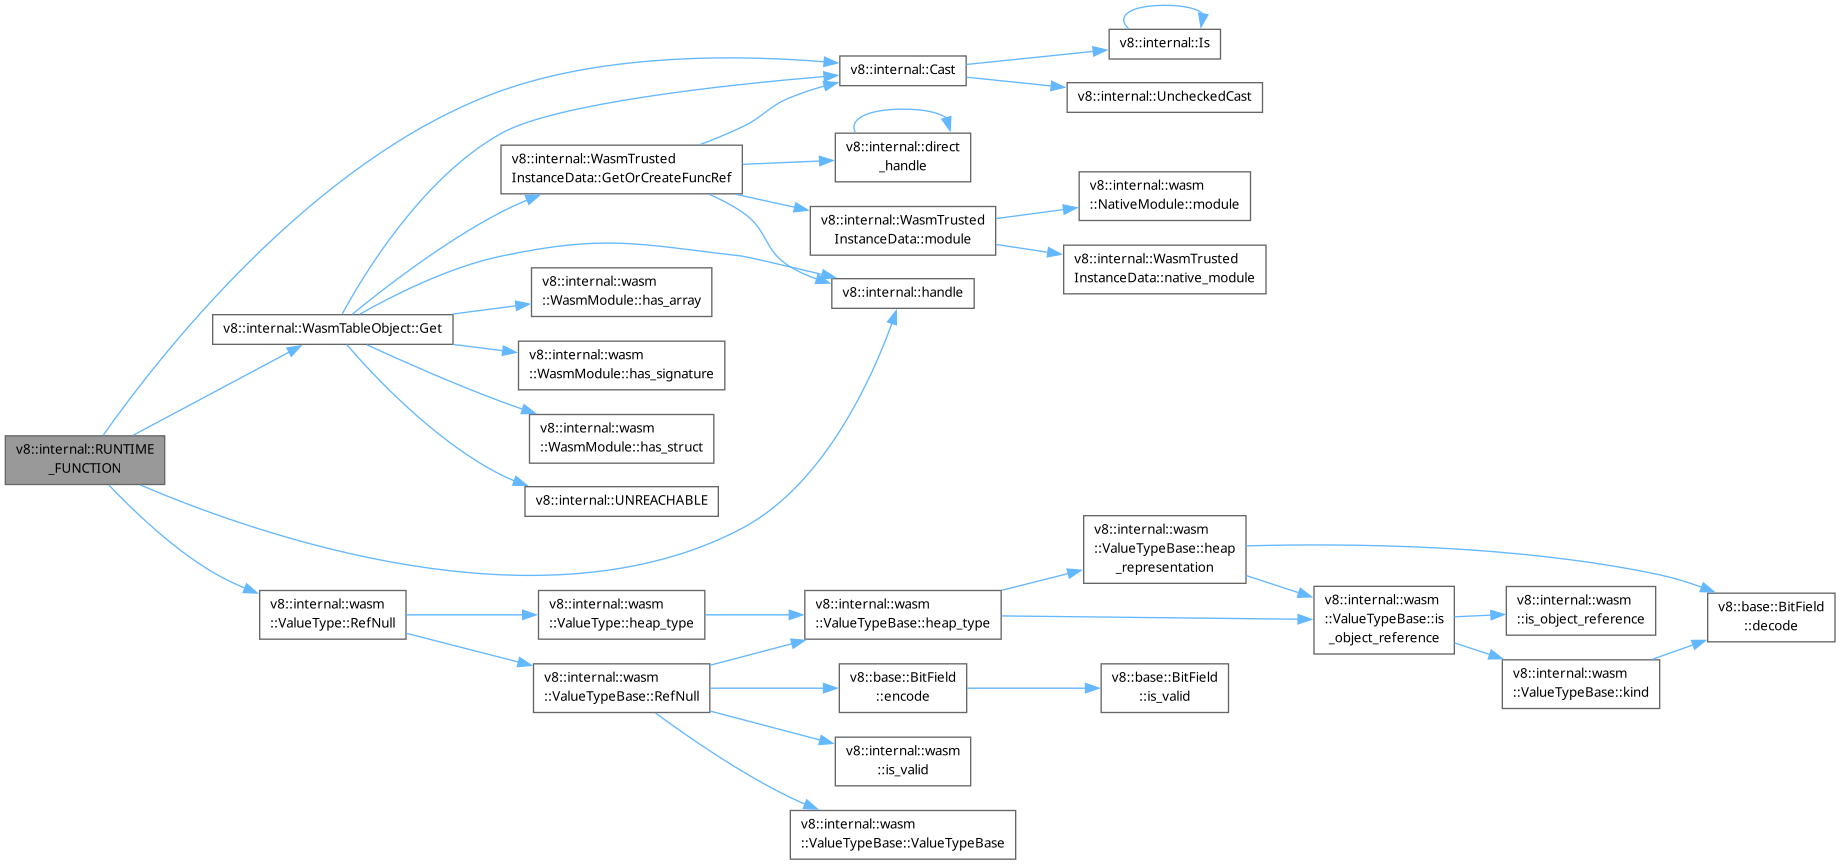 v8::internal::RUNTIME
_FUNCTION
v8::internal::WasmTableObject::Get
v8::internal::wasm
::ValueType::RefNull
v8::internal::WasmTrusted
InstanceData::GetOrCreateFuncRef
v8::internal::wasm
::WasmModule::has_array
v8::internal::wasm
::WasmModule::has_signature
v8::internal::wasm
::WasmModule::has_struct
v8::internal::UNREACHABLE
v8::internal::wasm
::ValueType::heap_type
v8::internal::wasm
::ValueTypeBase::RefNull
v8::internal::Cast
v8::internal::direct
_handle
v8::internal::WasmTrusted
InstanceData::module
v8::internal::handle
v8::internal::wasm
::ValueTypeBase::heap_type
v8::base::BitField
::encode
v8::internal::wasm
::is_valid
v8::internal::wasm
::ValueTypeBase::ValueTypeBase
v8::internal::Is
v8::internal::UncheckedCast
v8::internal::wasm
::NativeModule::module
v8::internal::WasmTrusted
InstanceData::native_module
v8::internal::wasm
::ValueTypeBase::heap
_representation
v8::base::BitField
::is_valid
v8::internal::wasm
::ValueTypeBase::is
_object_reference
v8::internal::wasm
::is_object_reference
v8::internal::wasm
::ValueTypeBase::kind
v8::base::BitField
::decode